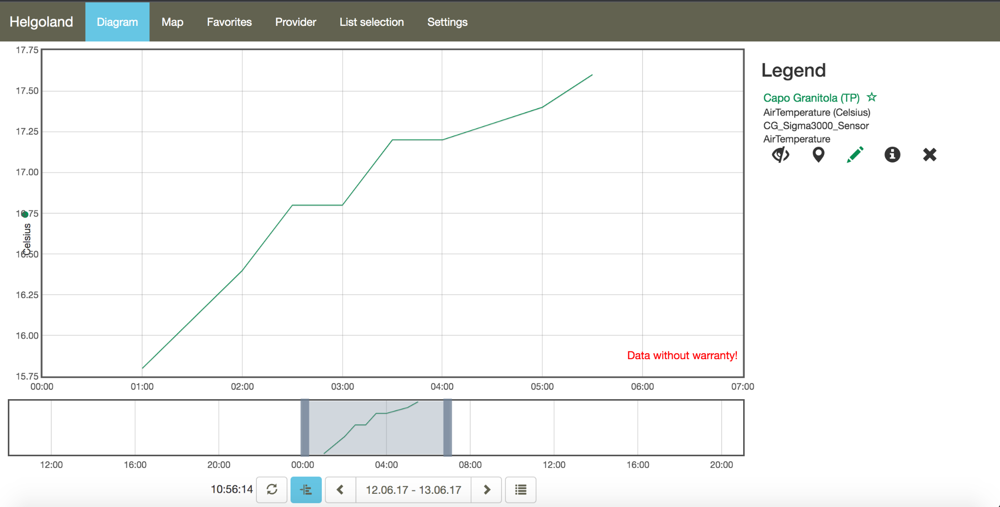 Helgoland Diagram Map Favorites Provider List selection Settings
17.75
17.50
17.25
17.00
16.75
16.50
16.25
16.00
15.75
Celsius
Data without warranty!
00:00 01:00 02:00 03:00 04:00 05:00 06:00 07:00
Legend
Capo Granitola (TP)
AirTemperature (Celsius)
CG_Sigma3000_Sensor
AirTemperature
12:00 16:00 20:00 00:00 04:00 08:00 12:00 16:00 20:00
10:56:14 12.06.17 - 13.06.17